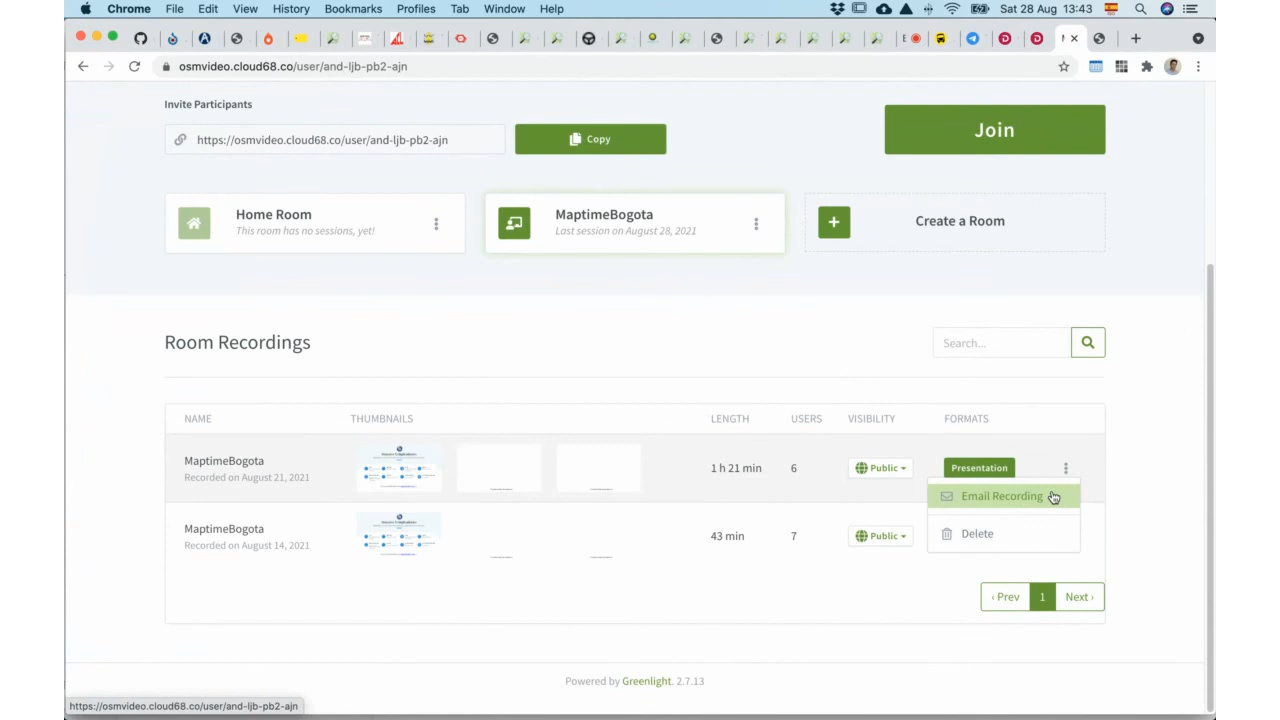 Chrome File Edit View History Bookmarks Profiles Tab Window Help Sat 28 Aug 13:43
osmvideo.cloud68.co/user/and-ljb-pb2-ajn
Invite Participants
https://osmvideo.cloud68.co/user/and-ljb-pb2-ajn Copy Join
Home Room MaptimeBogota Create a Room
This room has no sessions, yet! Last session on August 28, 2021
Room Recordings Search...
NAME THUMBNAILS LENGTH USERS VISIBILITY FORMATS
MaptimeBogota 1 h 21 min 6 Public Presentation
Recorded on August 21, 2021
Email Recording
MaptimeBogota 43 min 7 Public Delete
Recorded on August 14, 2021
‹ Prev 1 Next ›
Powered by Greenlight. 2.7.13
https://osmvideo.cloud68.co/user/and-ljb-pb2-ajn